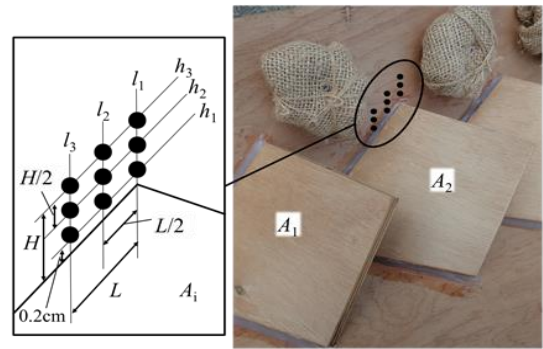 l₁
h₃
h₂
l₂
h₁
l₃
H/2
H
L/2
L
0.2cm
Aᵢ
A₁
A₂